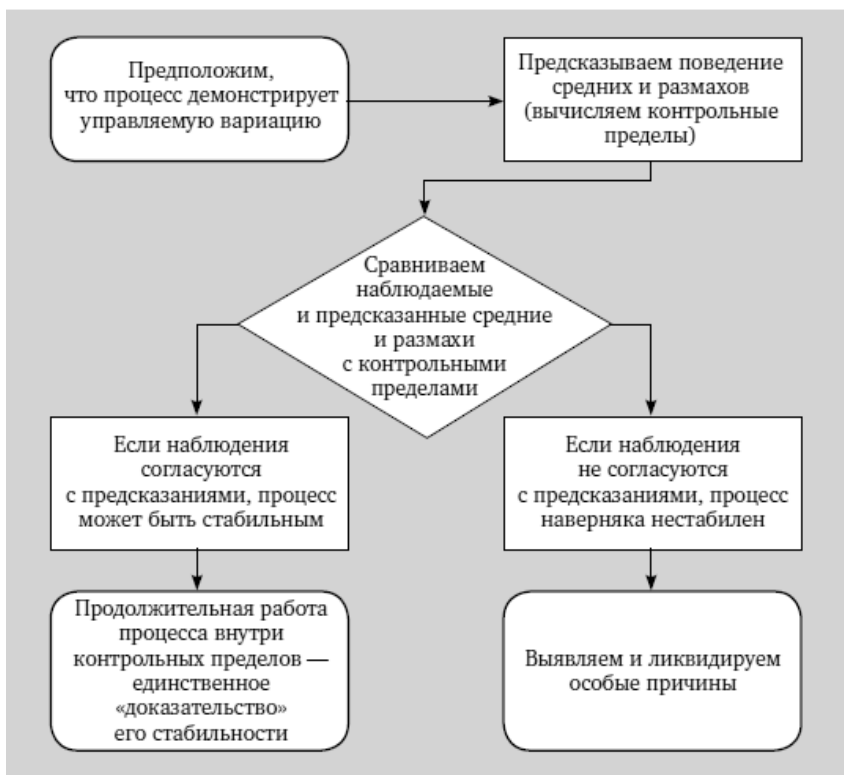 Предположим,
что процесс демонстрирует
управляемую вариацию
Предсказываем поведение
средних и размахов
(вычисляем контрольные
пределы)
Сравниваем
наблюдаемые
и предсказанные средние
и размахи
с контрольными
пределами
Если наблюдения
согласуются
с предсказаниями, процесс
может быть стабильным
Если наблюдения
не согласуются
с предсказаниями, процесс
наверняка нестабилен
Продолжительная работа
процесса внутри
контрольных пределов —
единственное
«доказательство»
его стабильности
Выявляем и ликвидируем
особые причины